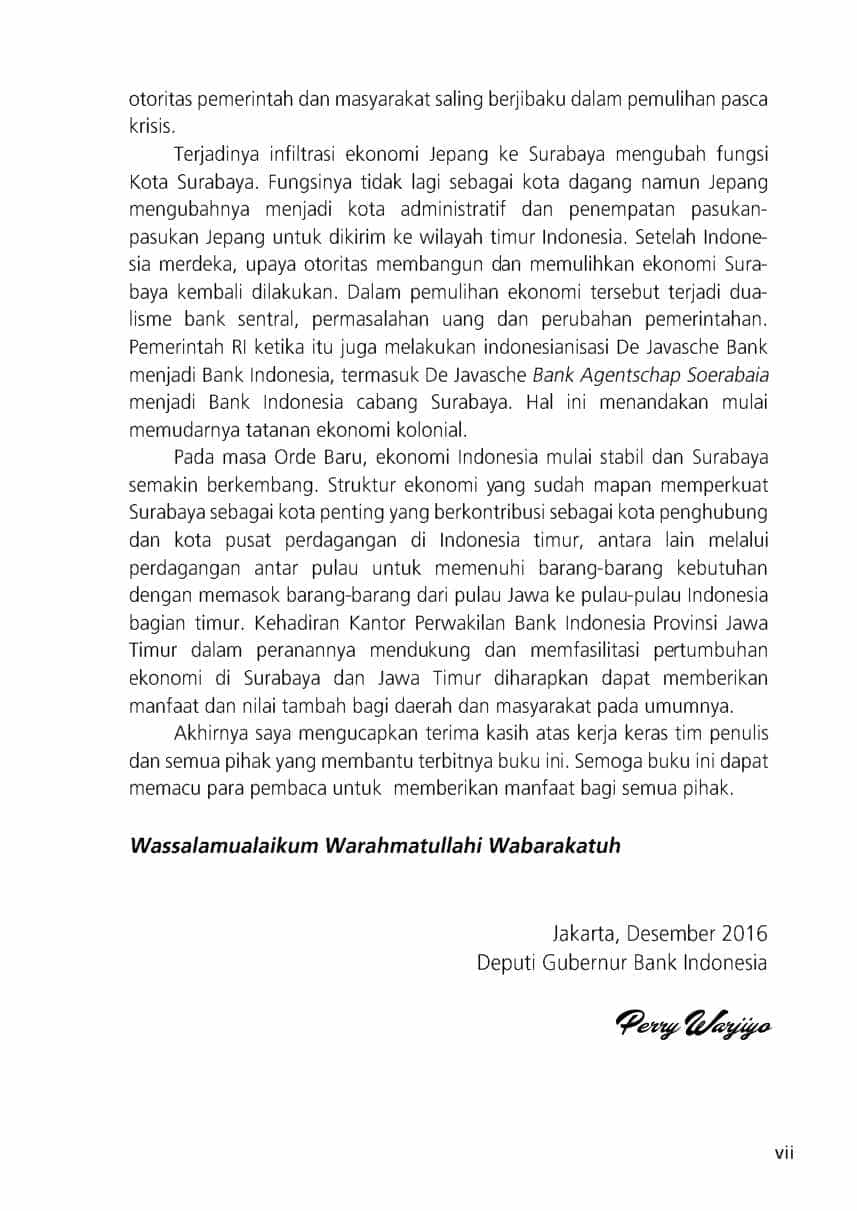 otoritas pemerintah dan masyarakat saling berjibaku dalam pemulihan pasca
krisis.
Terjadinya infiltrasi ekonomi Jepang ke Surabaya mengubah fungsi
Kota Surabaya. Fungsinya tidak lagi sebagai kota dagang namun Jepang
mengubahnya menjadi kota administratif dan penempatan pasukan-
pasukan Jepang untuk dikirim ke wilayah timur Indonesia. Setelah Indone-
sia merdeka, upaya otoritas membangun dan memulihkan ekonomi Sura-
baya kembali dilakukan. Dalam pemulihan ekonomi tersebut terjadi dua-
lisme bank sentral, permasalahan uang dan perubahan pemerintahan.
Pemerintah RI ketika itu juga melakukan indonesianisasi De Javasche Bank
menjadi Bank Indonesia, termasuk De Javasche Bank Agentschap Soerabaia
menjadi Bank Indonesia cabang Surabaya. Hal ini menandakan mulai
memudarnya tatanan ekonomi kolonial.
Pada masa Orde Baru, ekonomi Indonesia mulai stabil dan Surabaya
semakin berkembang. Struktur ekonomi yang sudah mapan memperkuat
Surabaya sebagai kota penting yang berkontribusi sebagai kota penghubung
dan kota pusat perdagangan di Indonesia timur, antara lain melalui
perdagangan antar pulau untuk memenuhi barang-barang kebutuhan
dengan memasok barang-barang dari pulau Jawa ke pulau-pulau Indonesia
bagian timur. Kehadiran Kantor Perwakilan Bank Indonesia Provinsi Jawa
Timur dalam peranannya mendukung dan memfasilitasi pertumbuhan
ekonomi di Surabaya dan Jawa Timur diharapkan dapat memberikan
manfaat dan nilai tambah bagi daerah dan masyarakat pada umumnya.
Akhirnya saya mengucapkan terima kasih atas kerja keras tim penulis
dan semua pihak yang membantu terbitnya buku ini. Semoga buku ini dapat
memacu para pembaca untuk  memberikan manfaat bagi semua pihak.
Wassalamualaikum Warahmatullahi Wabarakatuh
Jakarta, Desember 2016
Deputi Gubernur Bank Indonesia
Perry Warjiyo
vii